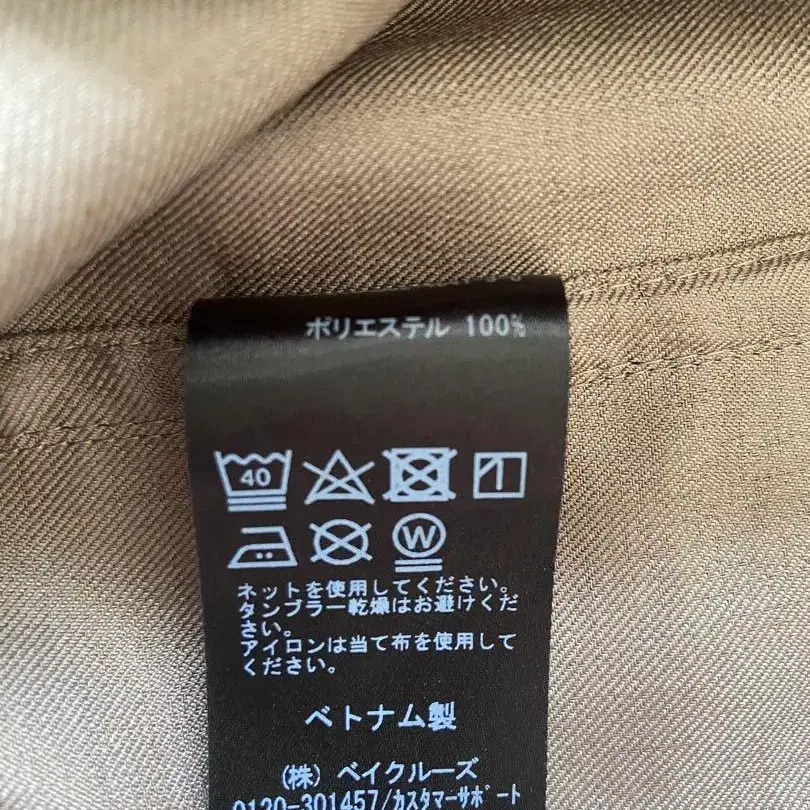 ポリエステル 100%
40
W
ネットを使用してください。
タンブラー乾燥はお避けくだ
さい。
アイロンは当て布を使用して
ください。
ベトナム製
(株) ベイクルーズ
0120-301457/カスタマーサポート